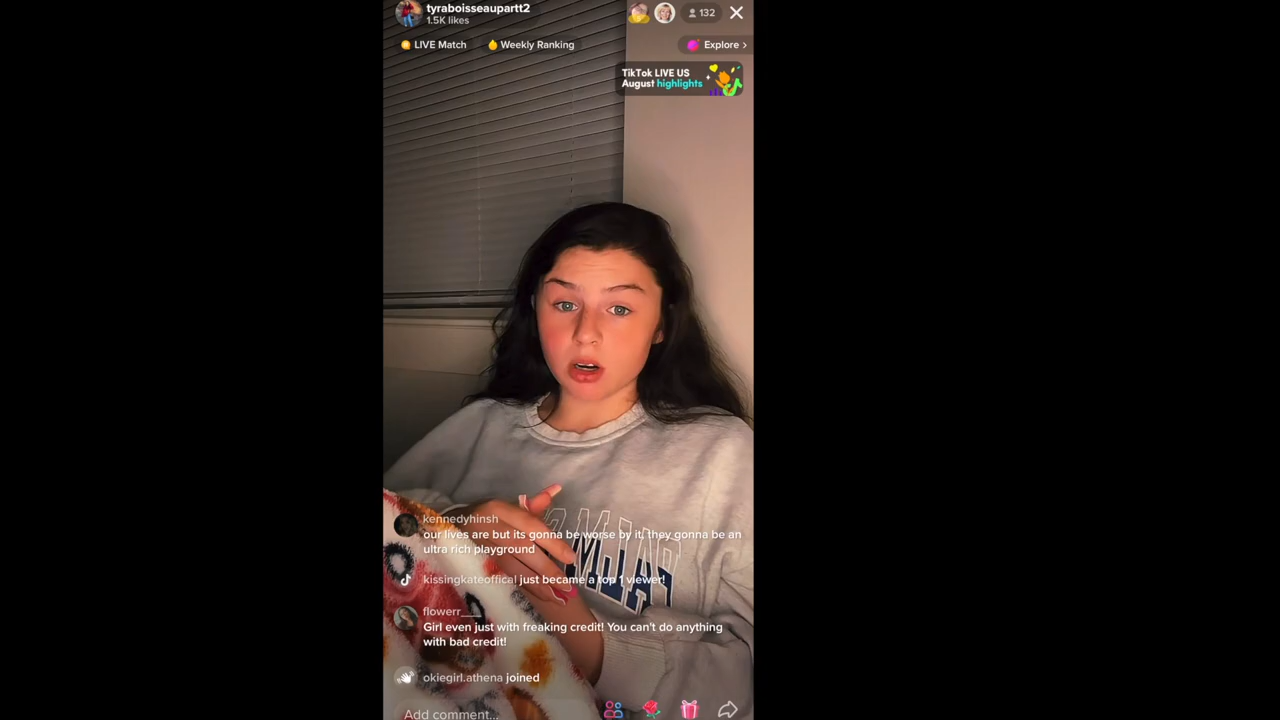 tyraboisseaupartt2
1.5K likes
132
LIVE Match
Weekly Ranking
Explore >
TikTok LIVE US
August highlights
kennedyhinsh
our lives are but its gonna be worse by it, they gonna be an
ultra rich playground
kissingkateoffical just became a top 1 viewer!
flowerr___
Girl even just with freaking credit! You can't do anything
with bad credit!
okiegirl.athena joined
Add comment...